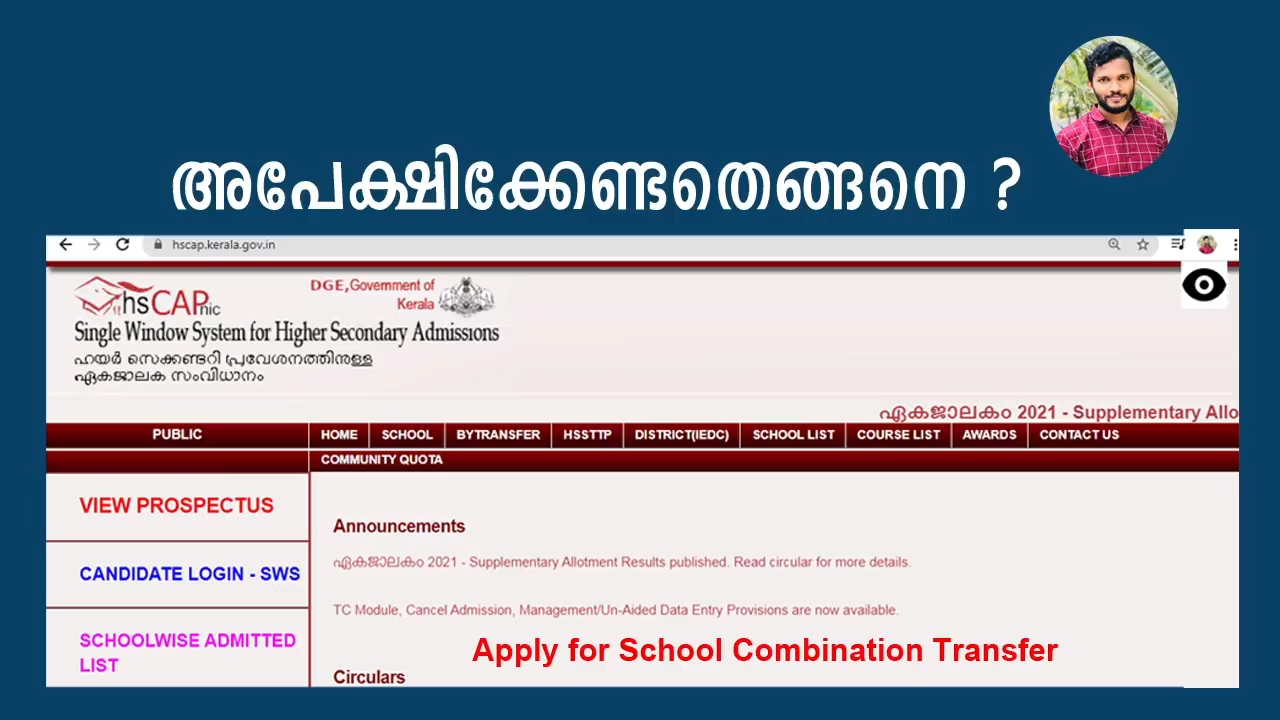 അപേക്ഷിക്കേണ്ടതെങ്ങനെ ?
hscap.kerala.gov.in
hsCAPnic
DGE,Government of
Kerala
Single Window System for Higher Secondary Admissions
ഹയർ സെക്കണ്ടറി പ്രവേശനത്തിനുള്ള
ഏകജാലക സംവിധാനം
ഏകജാലകം 2021 - Supplementary Allo
PUBLIC
HOME SCHOOL BYTRANSFER HSSTTP DISTRICT(IEDC) SCHOOL LIST COURSE LIST AWARDS CONTACT US
COMMUNITY QUOTA
VIEW PROSPECTUS
CANDIDATE LOGIN - SWS
SCHOOLWISE ADMITTED
LIST
Announcements
ഏകജാലകം 2021 - Supplementary Allotment Results published. Read circular for more details.
TC Module, Cancel Admission, Management/Un-Aided Data Entry Provisions are now available.
Apply for School Combination Transfer
Circulars